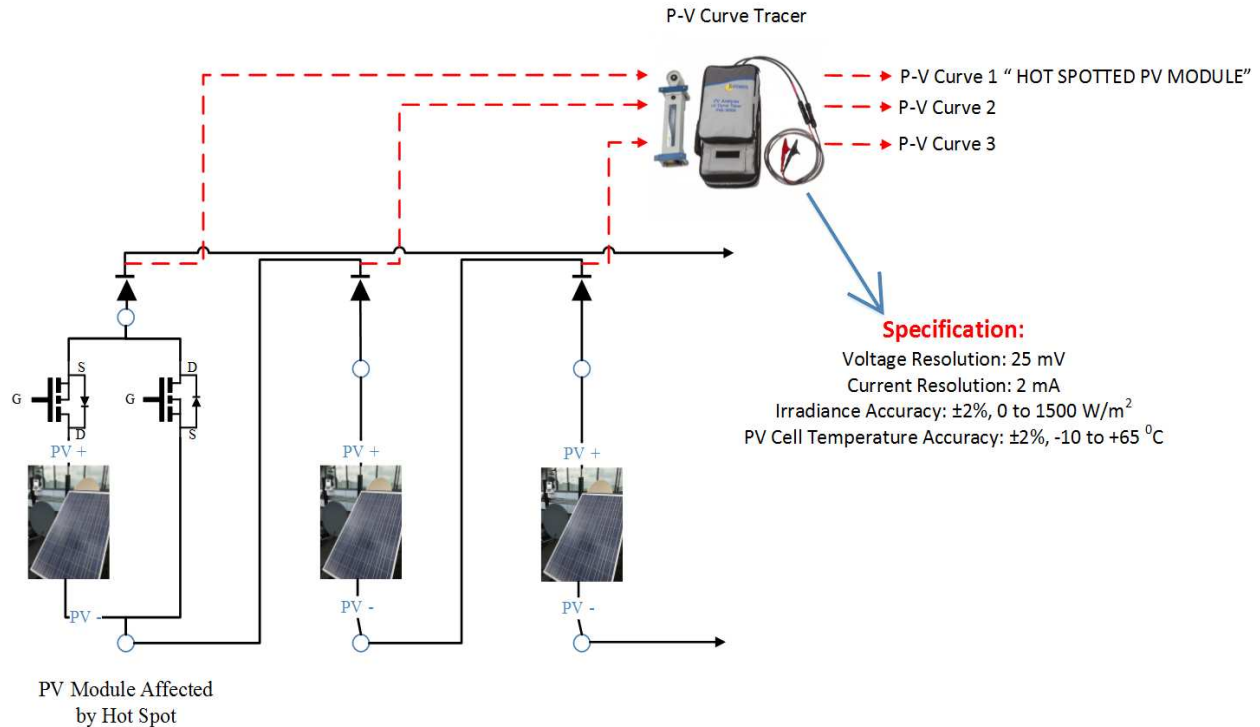 P-V Curve Tracer
P-V Curve 1 “ HOT SPOTTED PV MODULE”
P-V Curve 2
P-V Curve 3
Specification:
Voltage Resolution: 25 mV
Current Resolution: 2 mA
Irradiance Accuracy: ±2%, 0 to 1500 W/m²
PV Cell Temperature Accuracy: ±2%, -10 to +65 ⁰C
S
D
G
G
D
S
PV +
PV +
PV +
PV -
PV -
PV -
PV Module Affected
by Hot Spot